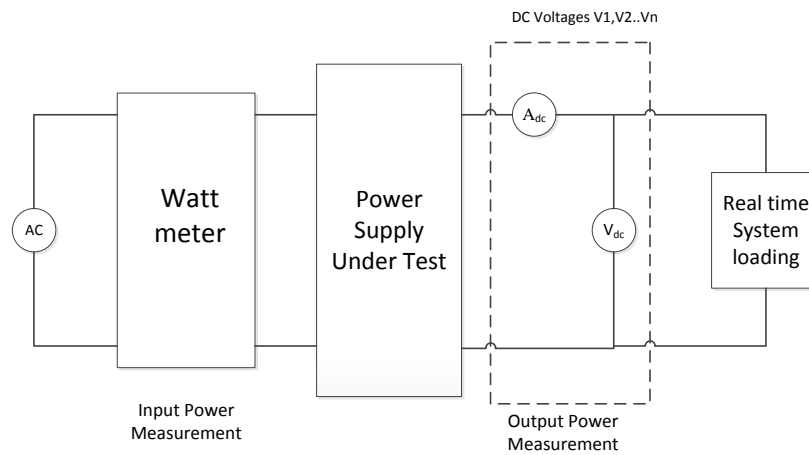 DC Voltages V1,V2..Vn
AC
Watt
meter
Power
Supply
Under Test
Adc
Vdc
Real time
System
loading
Input Power
Measurement
Output Power
Measurement